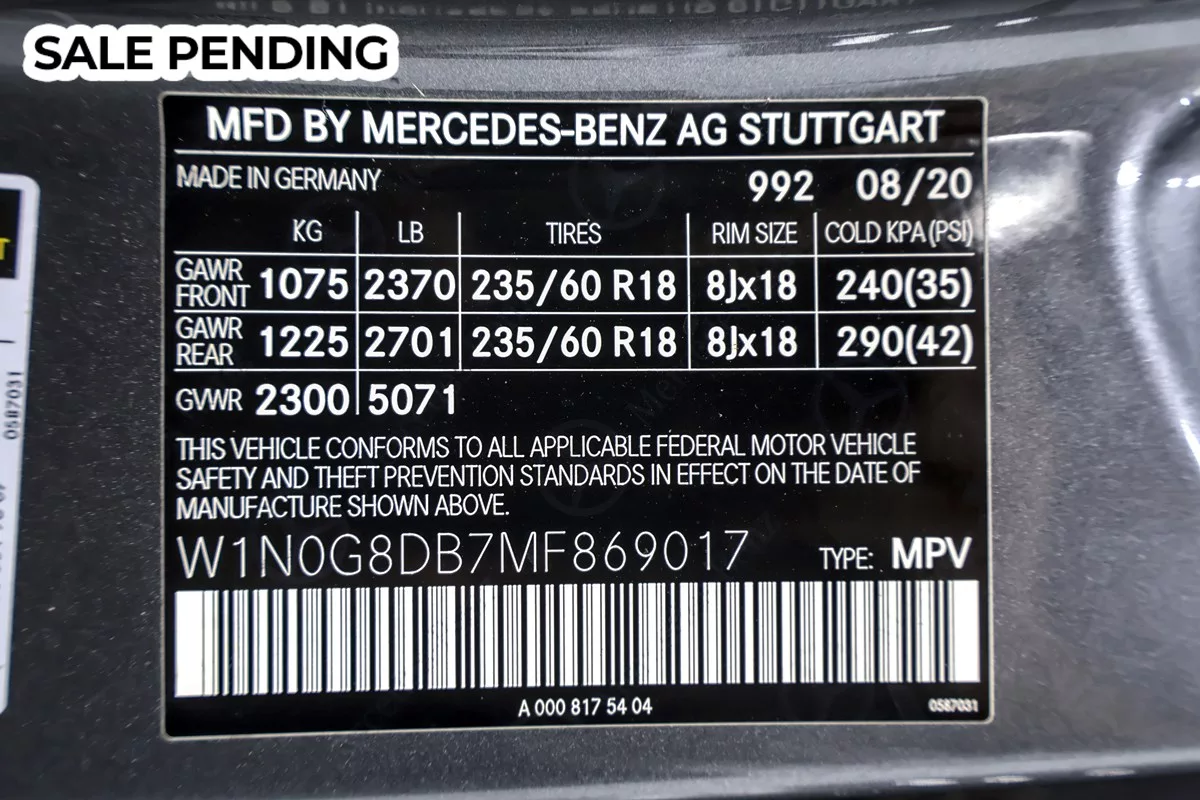 SALE PENDING
MFD BY MERCEDES-BENZ AG STUTTGART
MADE IN GERMANY 992 08/20
KG LB TIRES RIM SIZE COLD KPA (PSI)
GAWR FRONT 1075 2370 235/60 R18 8Jx18 240(35)
GAWR REAR 1225 2701 235/60 R18 8Jx18 290(42)
GVWR 2300 5071
THIS VEHICLE CONFORMS TO ALL APPLICABLE FEDERAL MOTOR VEHICLE
SAFETY AND THEFT PREVENTION STANDARDS IN EFFECT ON THE DATE OF
MANUFACTURE SHOWN ABOVE.
W1N0G8DB7MF869017 TYPE: MPV
A 000 817 54 04 0587031
0587031